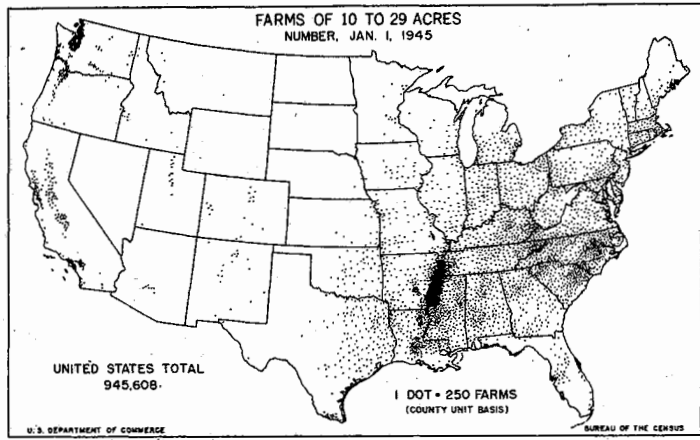 FARMS OF 10 TO 29 ACRES
NUMBER, JAN. 1, 1945
UNITED STATES TOTAL
945,608.
1 DOT = 250 FARMS
(COUNTY UNIT BASIS)
U. S. DEPARTMENT OF COMMERCE
BUREAU OF THE CENSUS